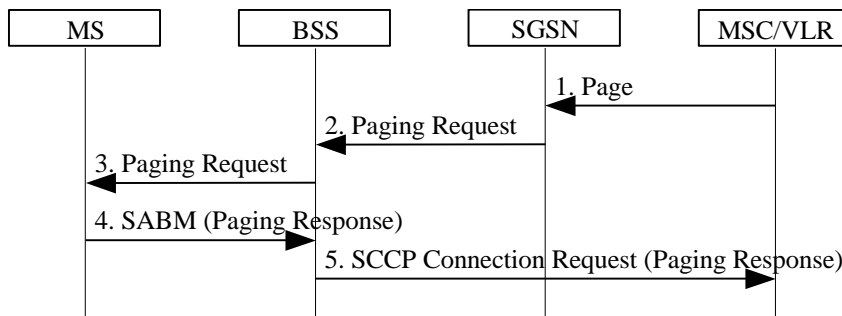 MS BSS SGSN MSC/VLR
1. Page
2. Paging Request
3. Paging Request
4. SABM (Paging Response)
5. SCCP Connection Request (Paging Response)